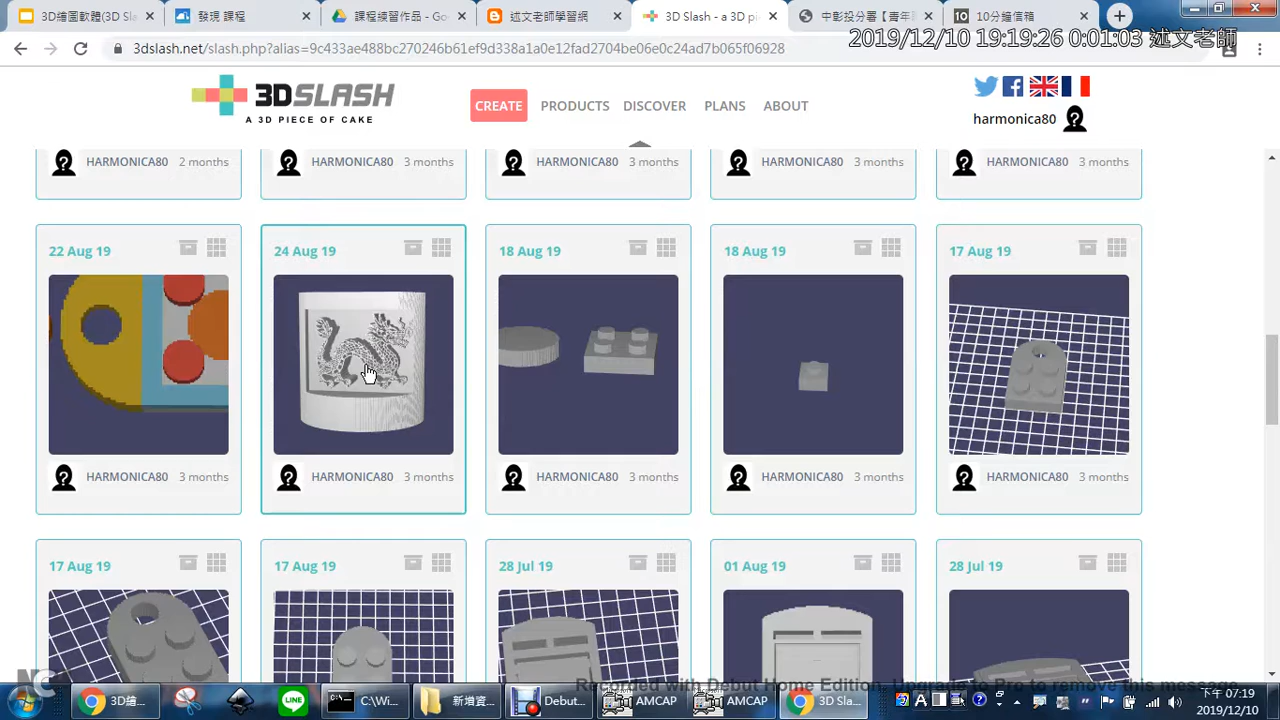 3D繪圖軟體(3D S
發現 課程
課程練習作品 - Go
述文老師學習網
3D Slash - a 3D pi
中彰投分署【青年
10分鐘信箱
3dslash.net/slash.php?alias=9c433ae488bc270246b61ef9d338a1a0e12fad2704be06e0c24ad7b065f06928
2019/12/10 19:19:26 0:01:03 述文老師
3DSLASH
A 3D PIECE OF CAKE
CREATE PRODUCTS DISCOVER PLANS ABOUT
harmonica80
HARMONICA80 2 months
HARMONICA80 3 months
HARMONICA80 3 months
HARMONICA80 3 months
HARMONICA80 3 months
22 Aug 19
24 Aug 19
18 Aug 19
18 Aug 19
17 Aug 19
HARMONICA80 3 months
HARMONICA80 3 months
HARMONICA80 3 months
HARMONICA80 3 months
HARMONICA80 3 months
17 Aug 19
17 Aug 19
28 Jul 19
01 Aug 19
28 Jul 19
NC
Recorded with Debut Home Edition. Upgrade to Pro to remove this message
3D繪
LINE
C:\Wi...
新增資...
Debut...
AMCAP
AMCAP
3D Sla...
下午 07:19
2019/12/10